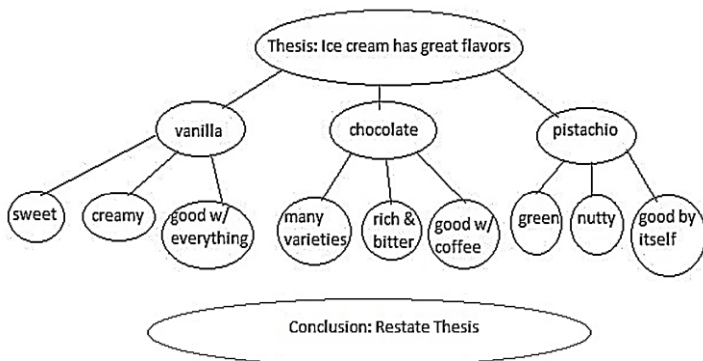 Thesis: Ice cream has great flavors
vanilla
chocolate
pistachio
sweet
creamy
good w/
everything
many
varieties
rich &
bitter
good w/
coffee
green
nutty
good by
itself
Conclusion: Restate Thesis